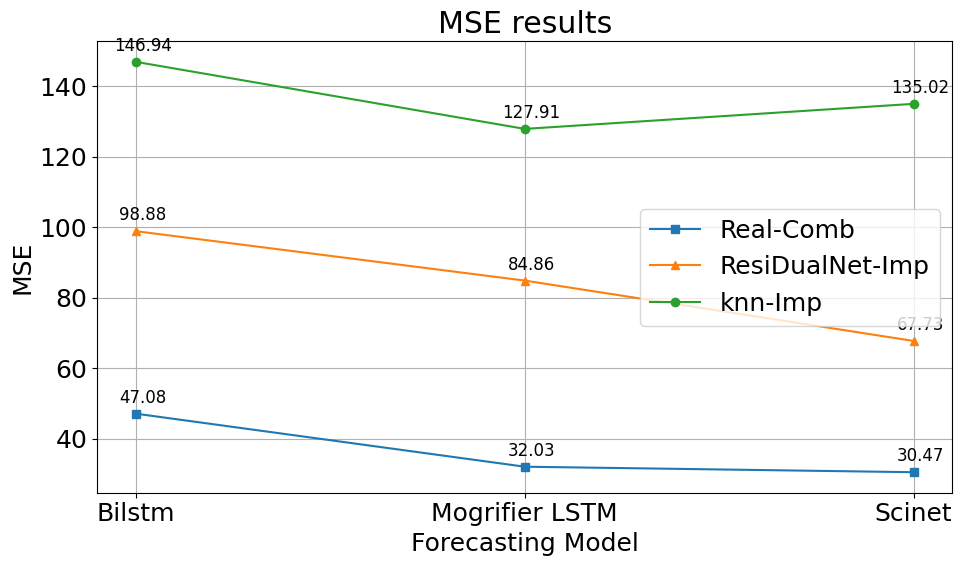 MSE results
146.94
127.91
135.02
98.88
84.86
67.73
47.08
32.03
30.47
140
120
100
80
60
40
MSE
Real-Comb
ResiDualNet-Imp
knn-Imp
Bilstm
Mogrifier LSTM
Scinet
Forecasting Model